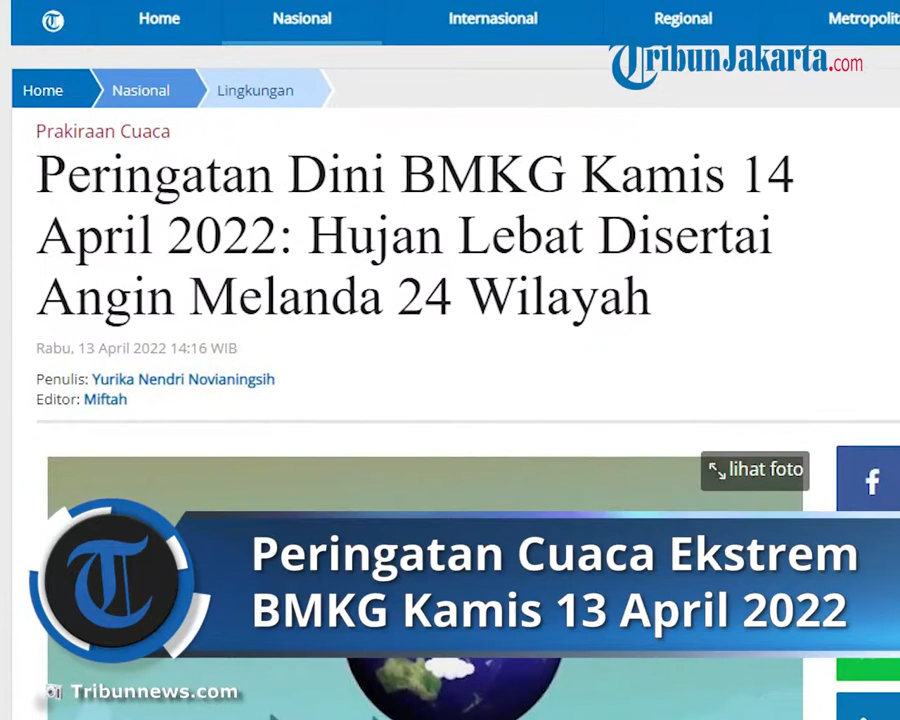 Home Nasional Internasional Regional
TribunJakarta.com
Home Nasional Lingkungan
Prakiraan Cuaca
Peringatan Dini BMKG Kamis 14
April 2022: Hujan Lebat Disertai
Angin Melanda 24 Wilayah
Rabu, 13 April 2022 14:16 WIB
Penulis: Yurika Nendri Novianingsih
Editor: Miftah
lihat foto
f
Peringatan Cuaca Ekstrem
BMKG Kamis 13 April 2022
Tribunnews.com